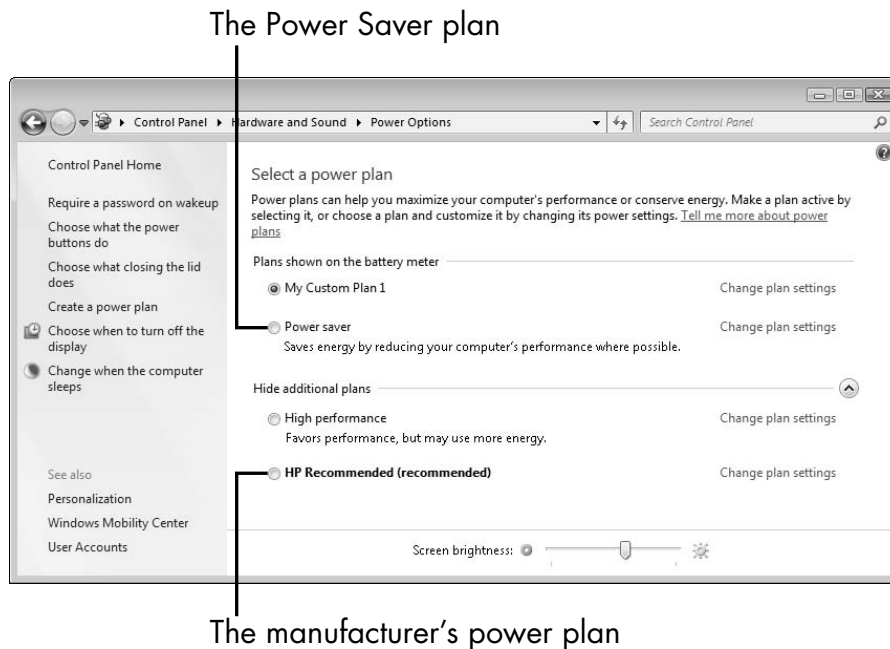 The Power Saver plan
Control Panel
Hardware and Sound
Power Options
Search Control Panel
Control Panel Home
Require a password on wakeup
Choose what the power
buttons do
Choose what closing the lid
does
Create a power plan
Choose when to turn off the
display
Change when the computer
sleeps
See also
Personalization
Windows Mobility Center
User Accounts
Select a power plan
Power plans can help you maximize your computer's performance or conserve energy. Make a plan active by
selecting it, or choose a plan and customize it by changing its power settings. Tell me more about power
plans
Plans shown on the battery meter
My Custom Plan 1
Change plan settings
Power saver
Change plan settings
Saves energy by reducing your computer's performance where possible.
Hide additional plans
High performance
Change plan settings
Favors performance, but may use more energy.
HP Recommended (recommended)
Change plan settings
Screen brightness:
The manufacturer's power plan